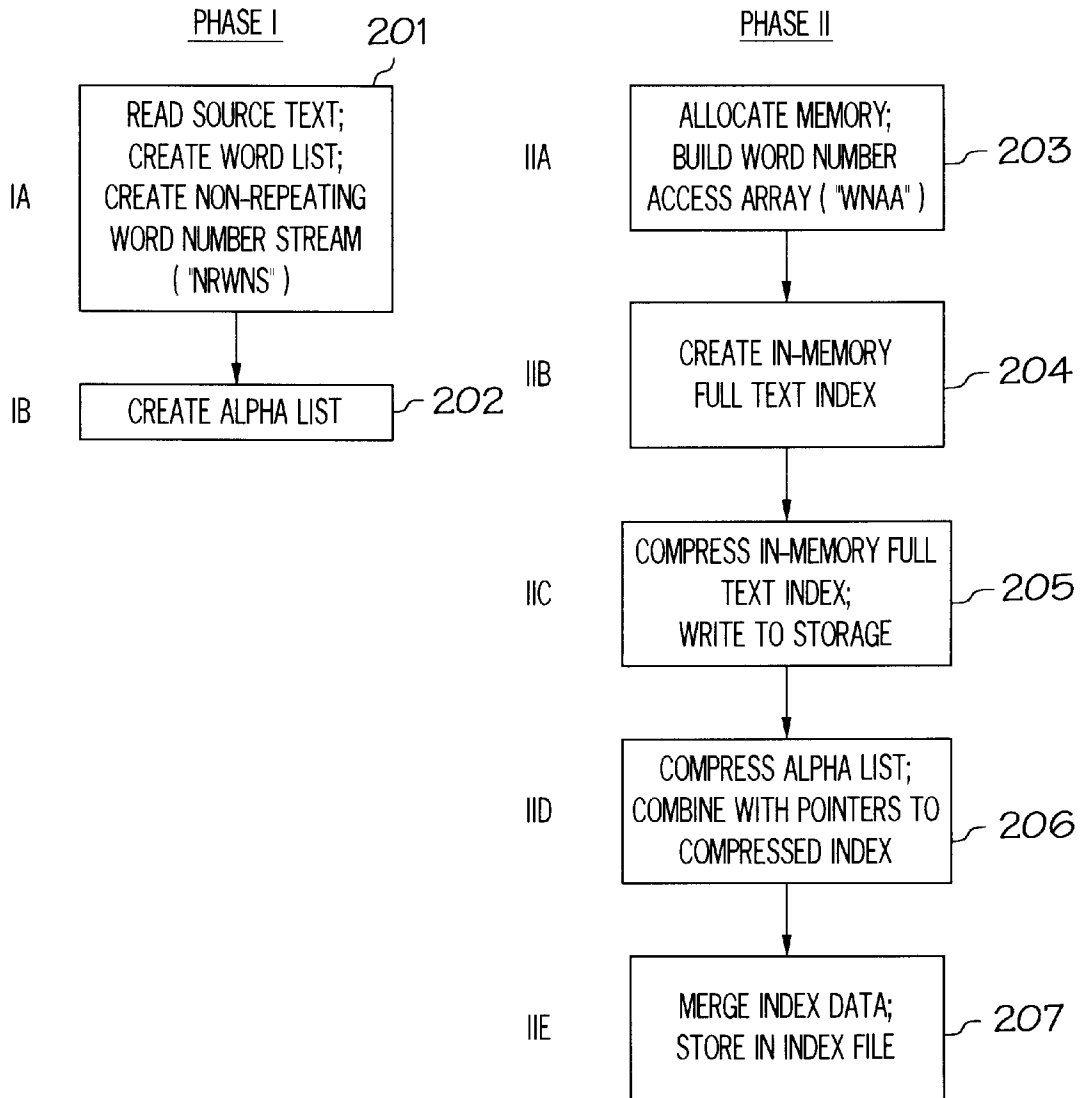 PHASE I
201
IA
READ SOURCE TEXT;
CREATE WORD LIST;
CREATE NON-REPEATING
WORD NUMBER STREAM
( "NRWNS" )
IB
CREATE ALPHA LIST
202
PHASE II
IIA
ALLOCATE MEMORY;
BUILD WORD NUMBER
ACCESS ARRAY ( "WNAA" )
203
IIB
CREATE IN-MEMORY
FULL TEXT INDEX
204
IIC
COMPRESS IN-MEMORY FULL
TEXT INDEX;
WRITE TO STORAGE
205
IID
COMPRESS ALPHA LIST;
COMBINE WITH POINTERS TO
COMPRESSED INDEX
206
IIE
MERGE INDEX DATA;
STORE IN INDEX FILE
207